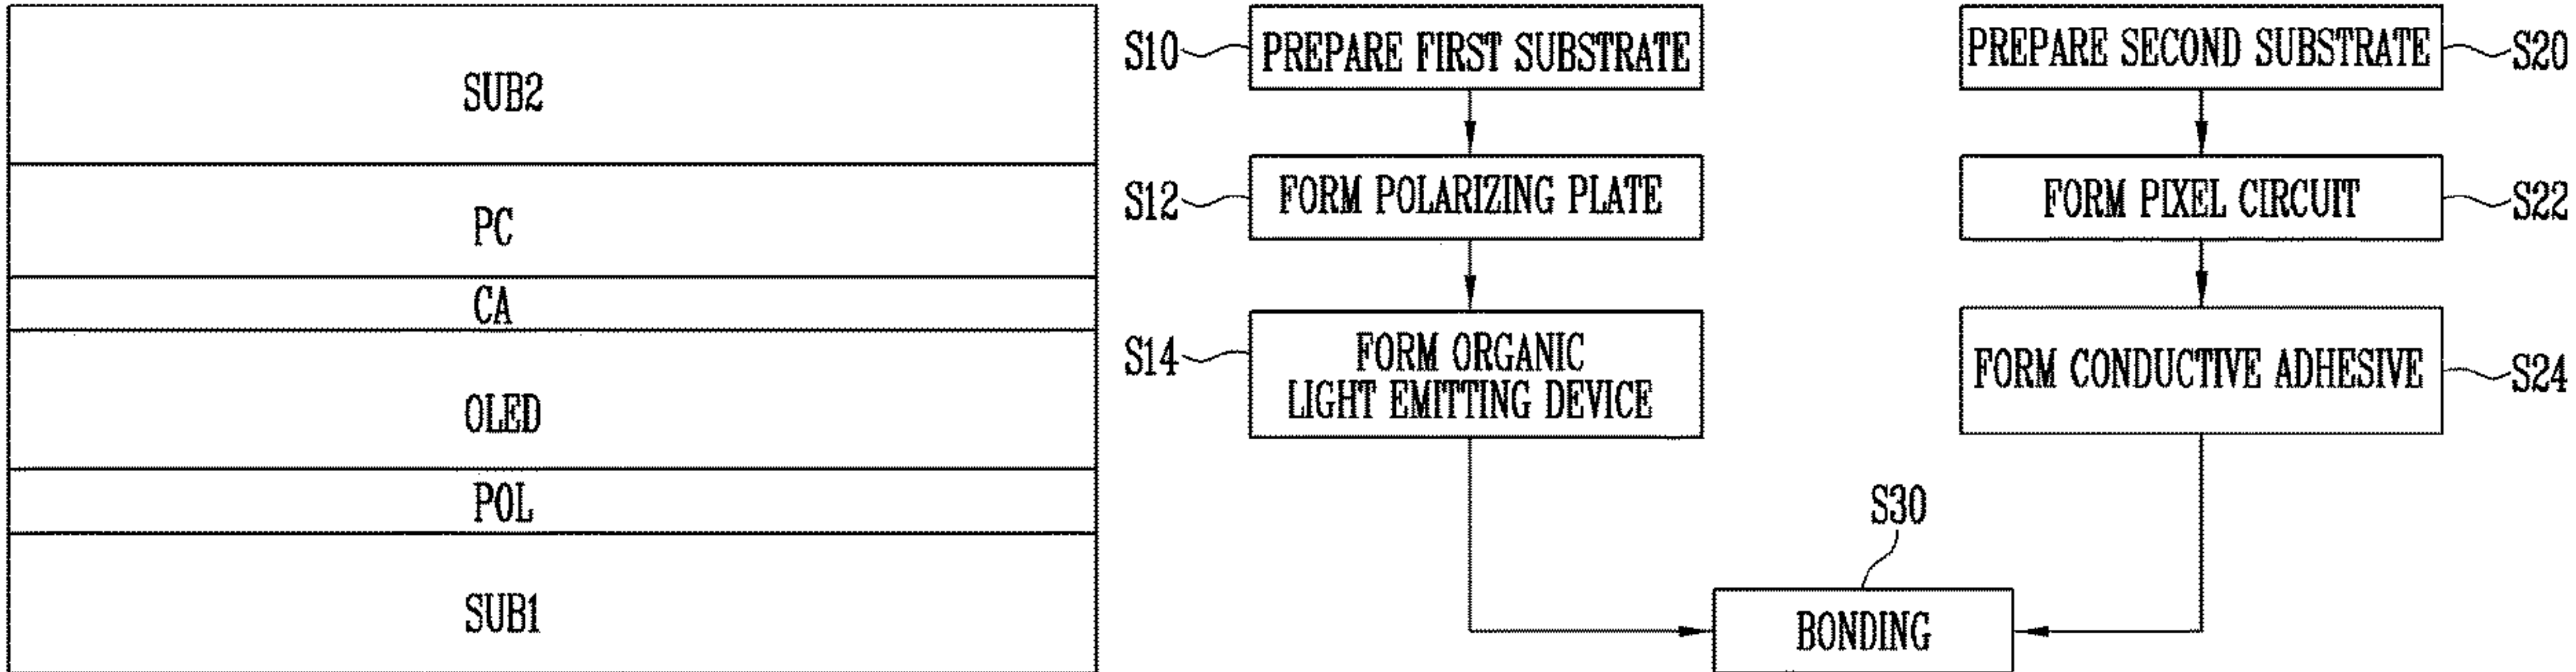 SUB2
PC
CA
OLED
POL
SUB1
S10
PREPARE FIRST SUBSTRATE
S12
FORM POLARIZING PLATE
S14
FORM ORGANIC
LIGHT EMITTING DEVICE
PREPARE SECOND SUBSTRATE
S20
FORM PIXEL CIRCUIT
S22
FORM CONDUCTIVE ADHESIVE
S24
S30
BONDING